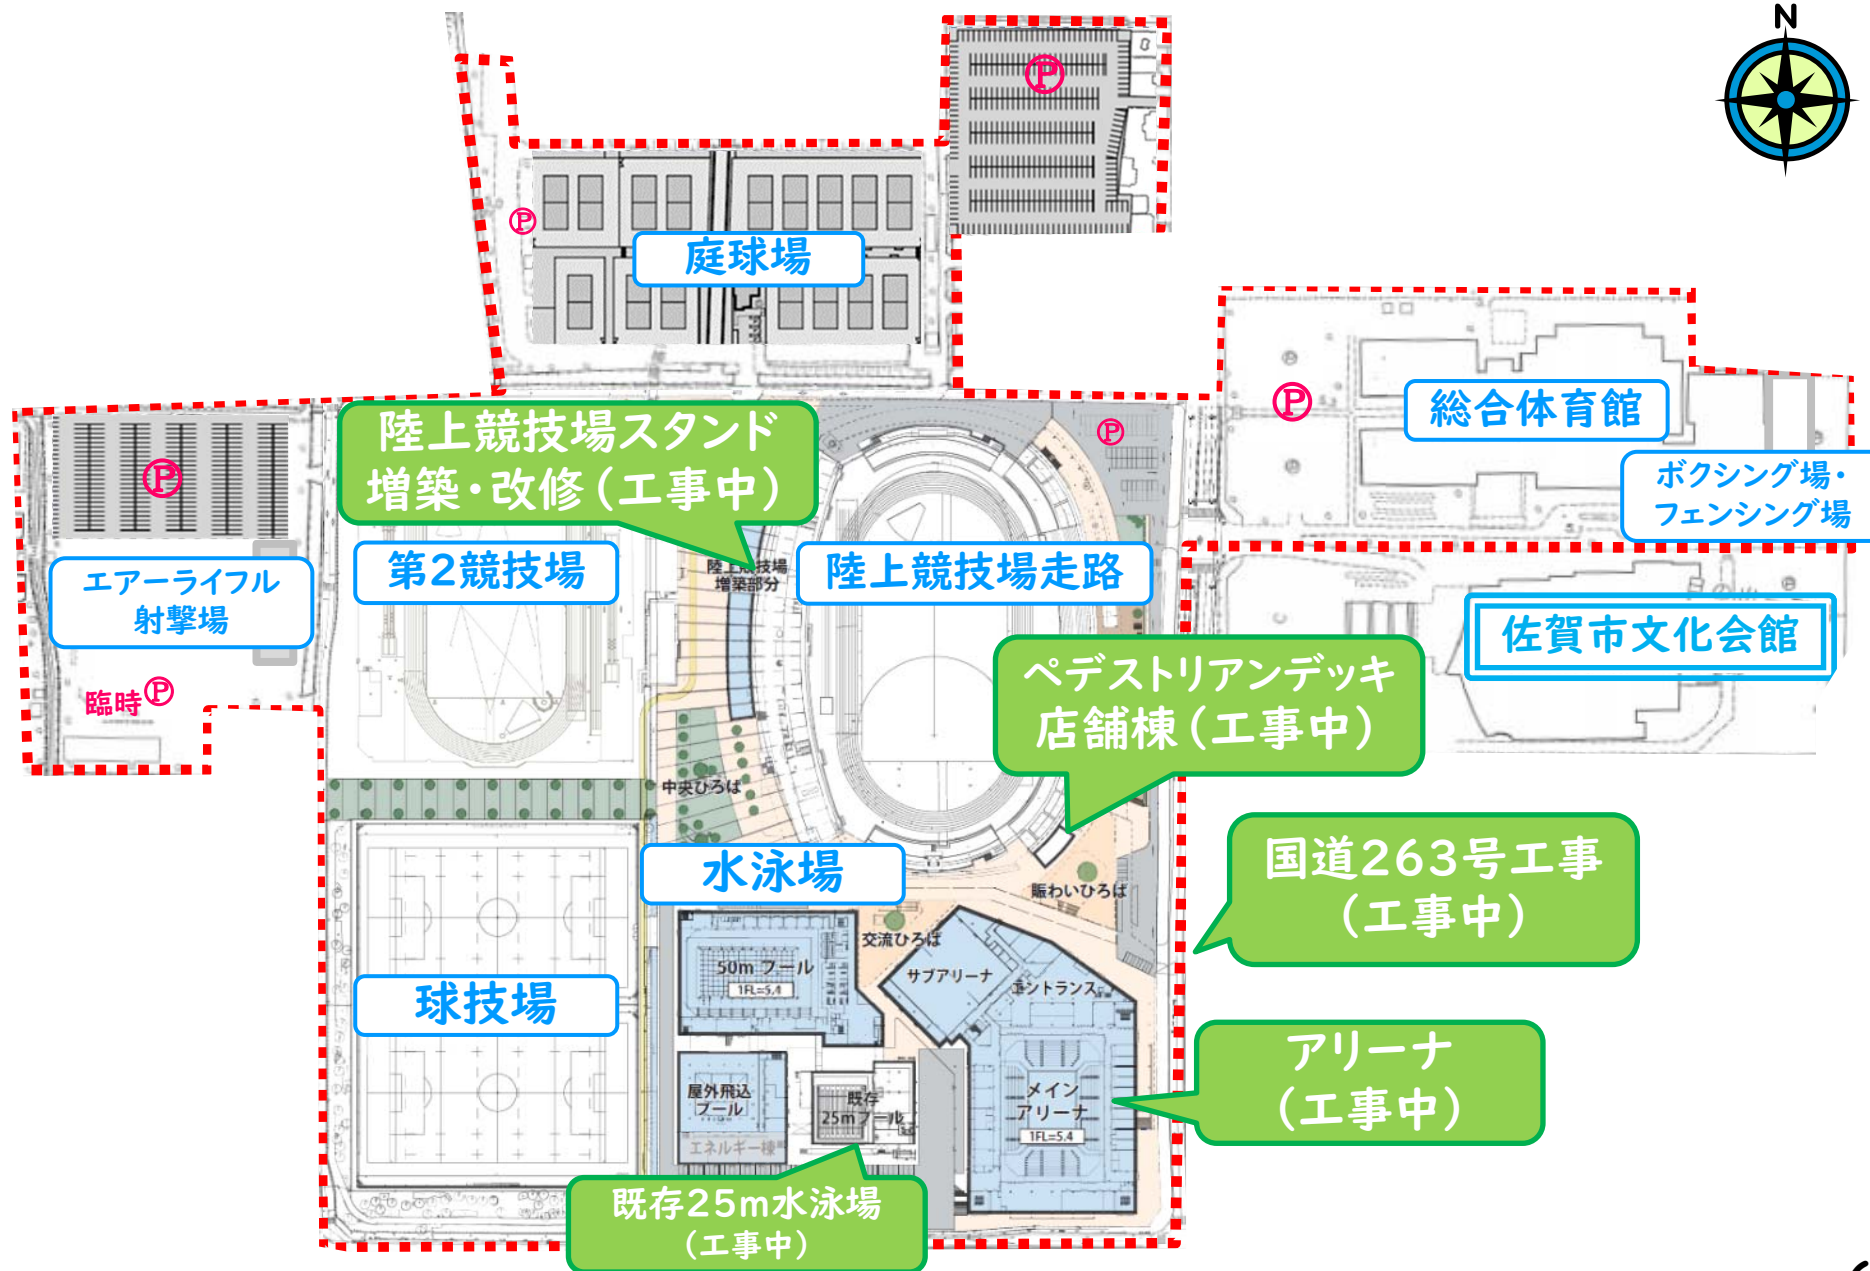 N
Ⓟ
Ⓟ
庭球場
Ⓟ
総合体育館
ボクシング場・
フェンシング場
Ⓟ
陸上競技場スタンド
増築・改修（工事中）
Ⓟ
エアーライフル
射撃場
臨時Ⓟ
第2競技場
陸上競技場
増築部分
陸上競技場走路
佐賀市文化会館
ペデストリアンデッキ
店舗棟（工事中）
中央ひろば
水泳場
賑わいひろば
国道263号工事
（工事中）
交流ひろば
50m プール
1FL=5.4
サブアリーナ
エントランス
球技場
アリーナ
（工事中）
メイン
アリーナ
1FL=5.4
屋外飛込
プール
エネルギー棟
既存
25mプール
既存25m水泳場
（工事中）